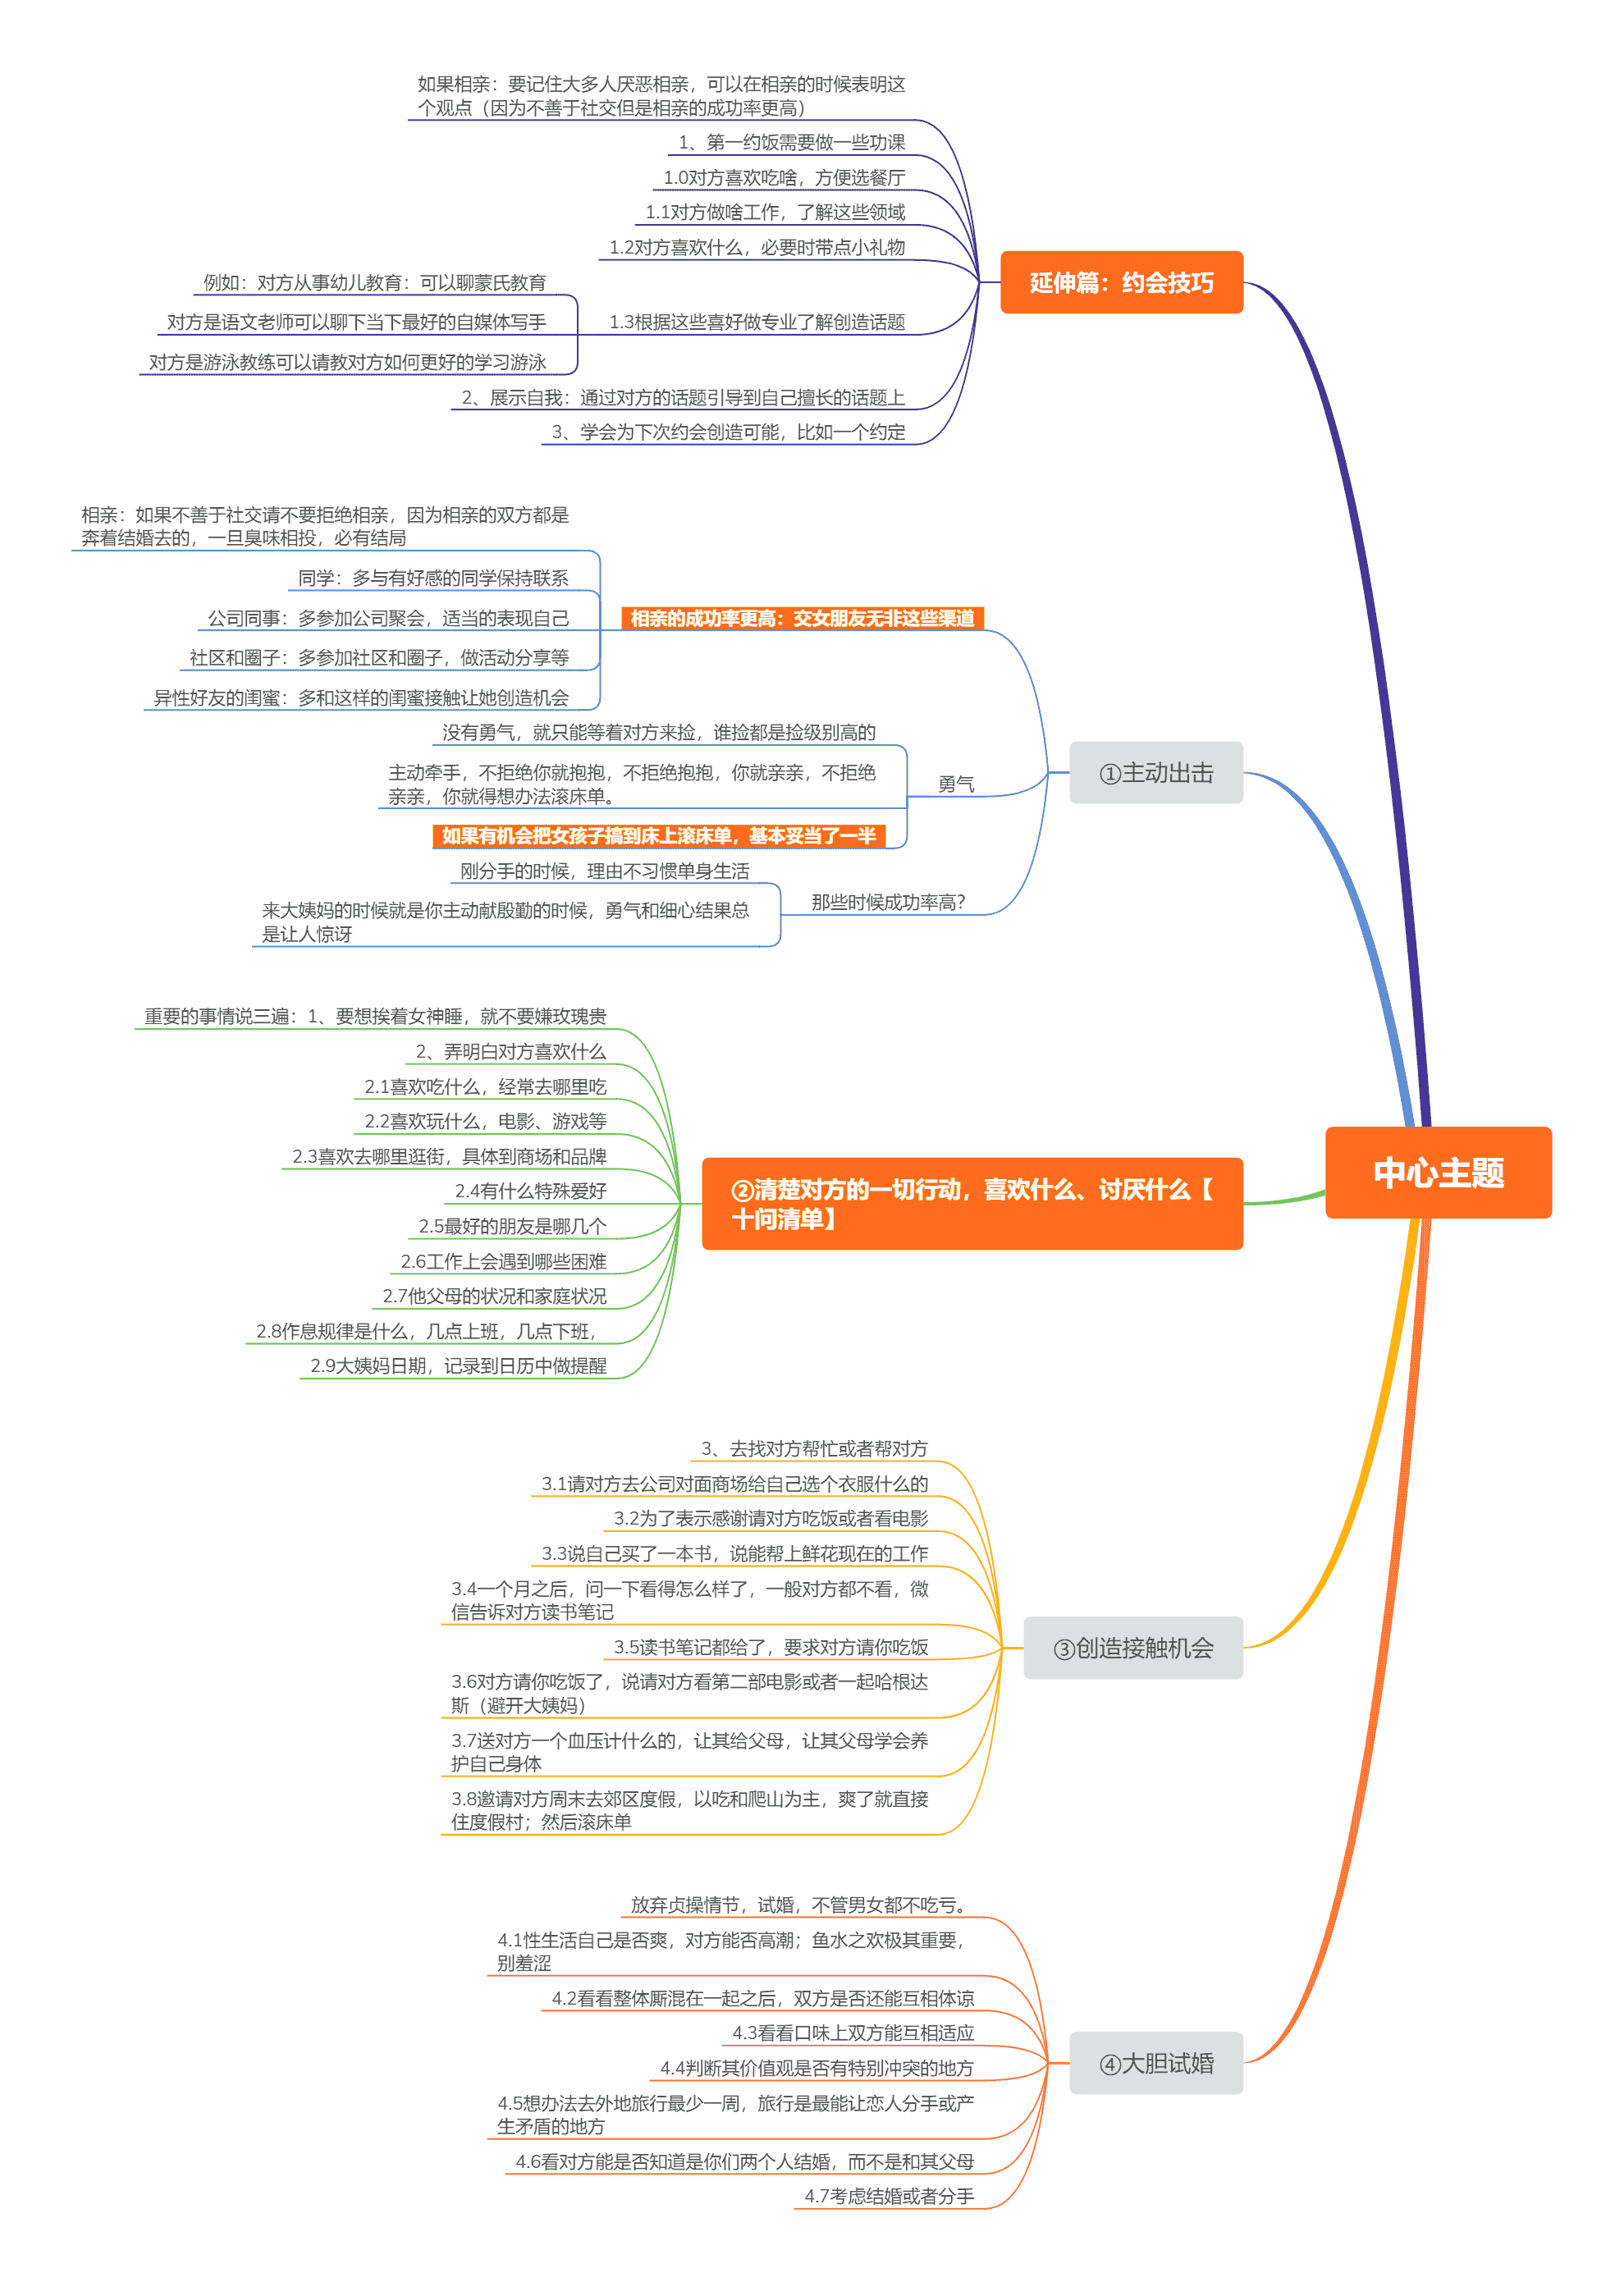 如果相亲：要记住大多人厌恶相亲，可以在相亲的时候表明这
个观点（因为不善于社交但是相亲的成功率更高）
1、第一约饭需要做一些功课
1.0对方喜欢吃啥，方便选餐厅
1.1对方做啥工作，了解这些领域
1.2对方喜欢什么，必要时带点小礼物
例如：对方从事幼儿教育：可以聊蒙氏教育
对方是语文老师可以聊下当下最好的自媒体写手
对方是游泳教练可以请教对方如何更好的学习游泳
1.3根据这些喜好做专业了解创造话题
2、展示自我：通过对方的话题引导到自己擅长的话题上
3、学会为下次约会创造可能，比如一个约定
延伸篇：约会技巧
相亲：如果不善于社交请不要拒绝相亲，因为相亲的双方都是
奔着结婚去的，一旦臭味相投，必有结局
同学：多与有好感的同学保持联系
公司同事：多参加公司聚会，适当的表现自己
社区和圈子：多参加社区和圈子，做活动分享等
异性好友的闺蜜：多和这样的闺蜜接触让她创造机会
相亲的成功率更高：交女朋友无非这些渠道
没有勇气，就只能等着对方来捡，谁捡都是捡级别高的
主动牵手，不拒绝你就抱抱，不拒绝抱抱，你就亲亲，不拒绝
亲亲，你就得想办法滚床单。
如果有机会把女孩子搞到床上滚床单，基本妥当了一半
勇气
刚分手的时候，理由不习惯单身生活
来大姨妈的时候就是你主动献殷勤的时候，勇气和细心结果总
是让人惊讶
那些时候成功率高？
①主动出击
重要的事情说三遍：1、要想挨着女神睡，就不要嫌玫瑰贵
2、弄明白对方喜欢什么
2.1喜欢吃什么，经常去哪里吃
2.2喜欢玩什么，电影、游戏等
2.3喜欢去哪里逛街，具体到商场和品牌
2.4有什么特殊爱好
2.5最好的朋友是哪几个
2.6工作上会遇到哪些困难
2.7他父母的状况和家庭状况
2.8作息规律是什么，几点上班，几点下班，
2.9大姨妈日期，记录到日历中做提醒
②清楚对方的一切行动，喜欢什么、讨厌什么【
十问清单】
中心主题
3、去找对方帮忙或者帮对方
3.1请对方去公司对面商场给自己选个衣服什么的
3.2为了表示感谢请对方吃饭或者看电影
3.3说自己买了一本书，说能帮上鲜花现在的工作
3.4一个月之后，问一下看得怎么样了，一般对方都不看，微
信告诉对方读书笔记
3.5读书笔记都给了，要求对方请你吃饭
3.6对方请你吃饭了，说请对方看第二部电影或者一起哈根达
斯（避开大姨妈）
3.7送对方一个血压计什么的，让其给父母，让其父母学会养
护自己身体
3.8邀请对方周末去郊区度假，以吃和爬山为主，爽了就直接
住度假村；然后滚床单
③创造接触机会
放弃贞操情节，试婚，不管男女都不吃亏。
4.1性生活自己是否爽，对方能否高潮；鱼水之欢极其重要，
别羞涩
4.2看看整体厮混在一起之后，双方是否还能互相体谅
4.3看看口味上双方能互相适应
4.4判断其价值观是否有特别冲突的地方
4.5想办法去外地旅行最少一周，旅行是最能让恋人分手或产
生矛盾的地方
4.6看对方能是否知道是你们两个人结婚，而不是和其父母
4.7考虑结婚或者分手
④大胆试婚